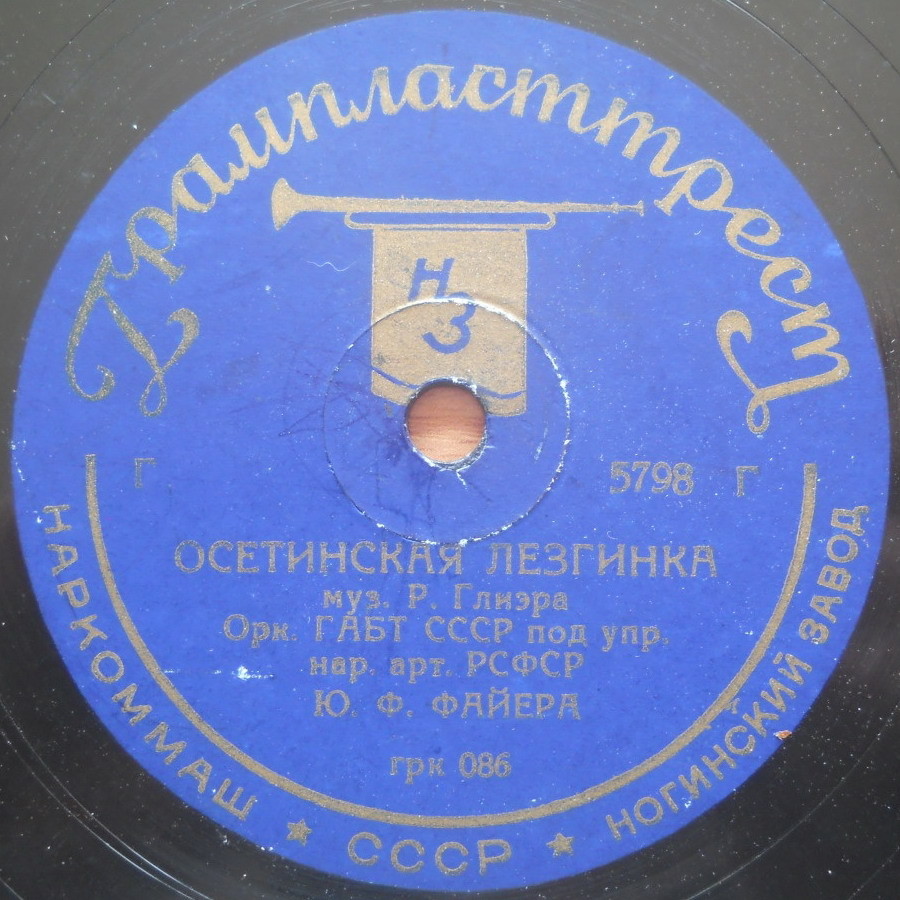 Грампласттрест
НЗ
Г 5798 Г
ОСЕТИНСКАЯ ЛЕЗГИНКА
муз. Р. Глиэра
Орк. ГАБТ СССР под упр.
нар. арт. РСФСР
Ю. Ф. ФАЙЕРА
грк 086
НАРКОММАШ ★ СССР ★ НОГИНСКИЙ ЗАВОД